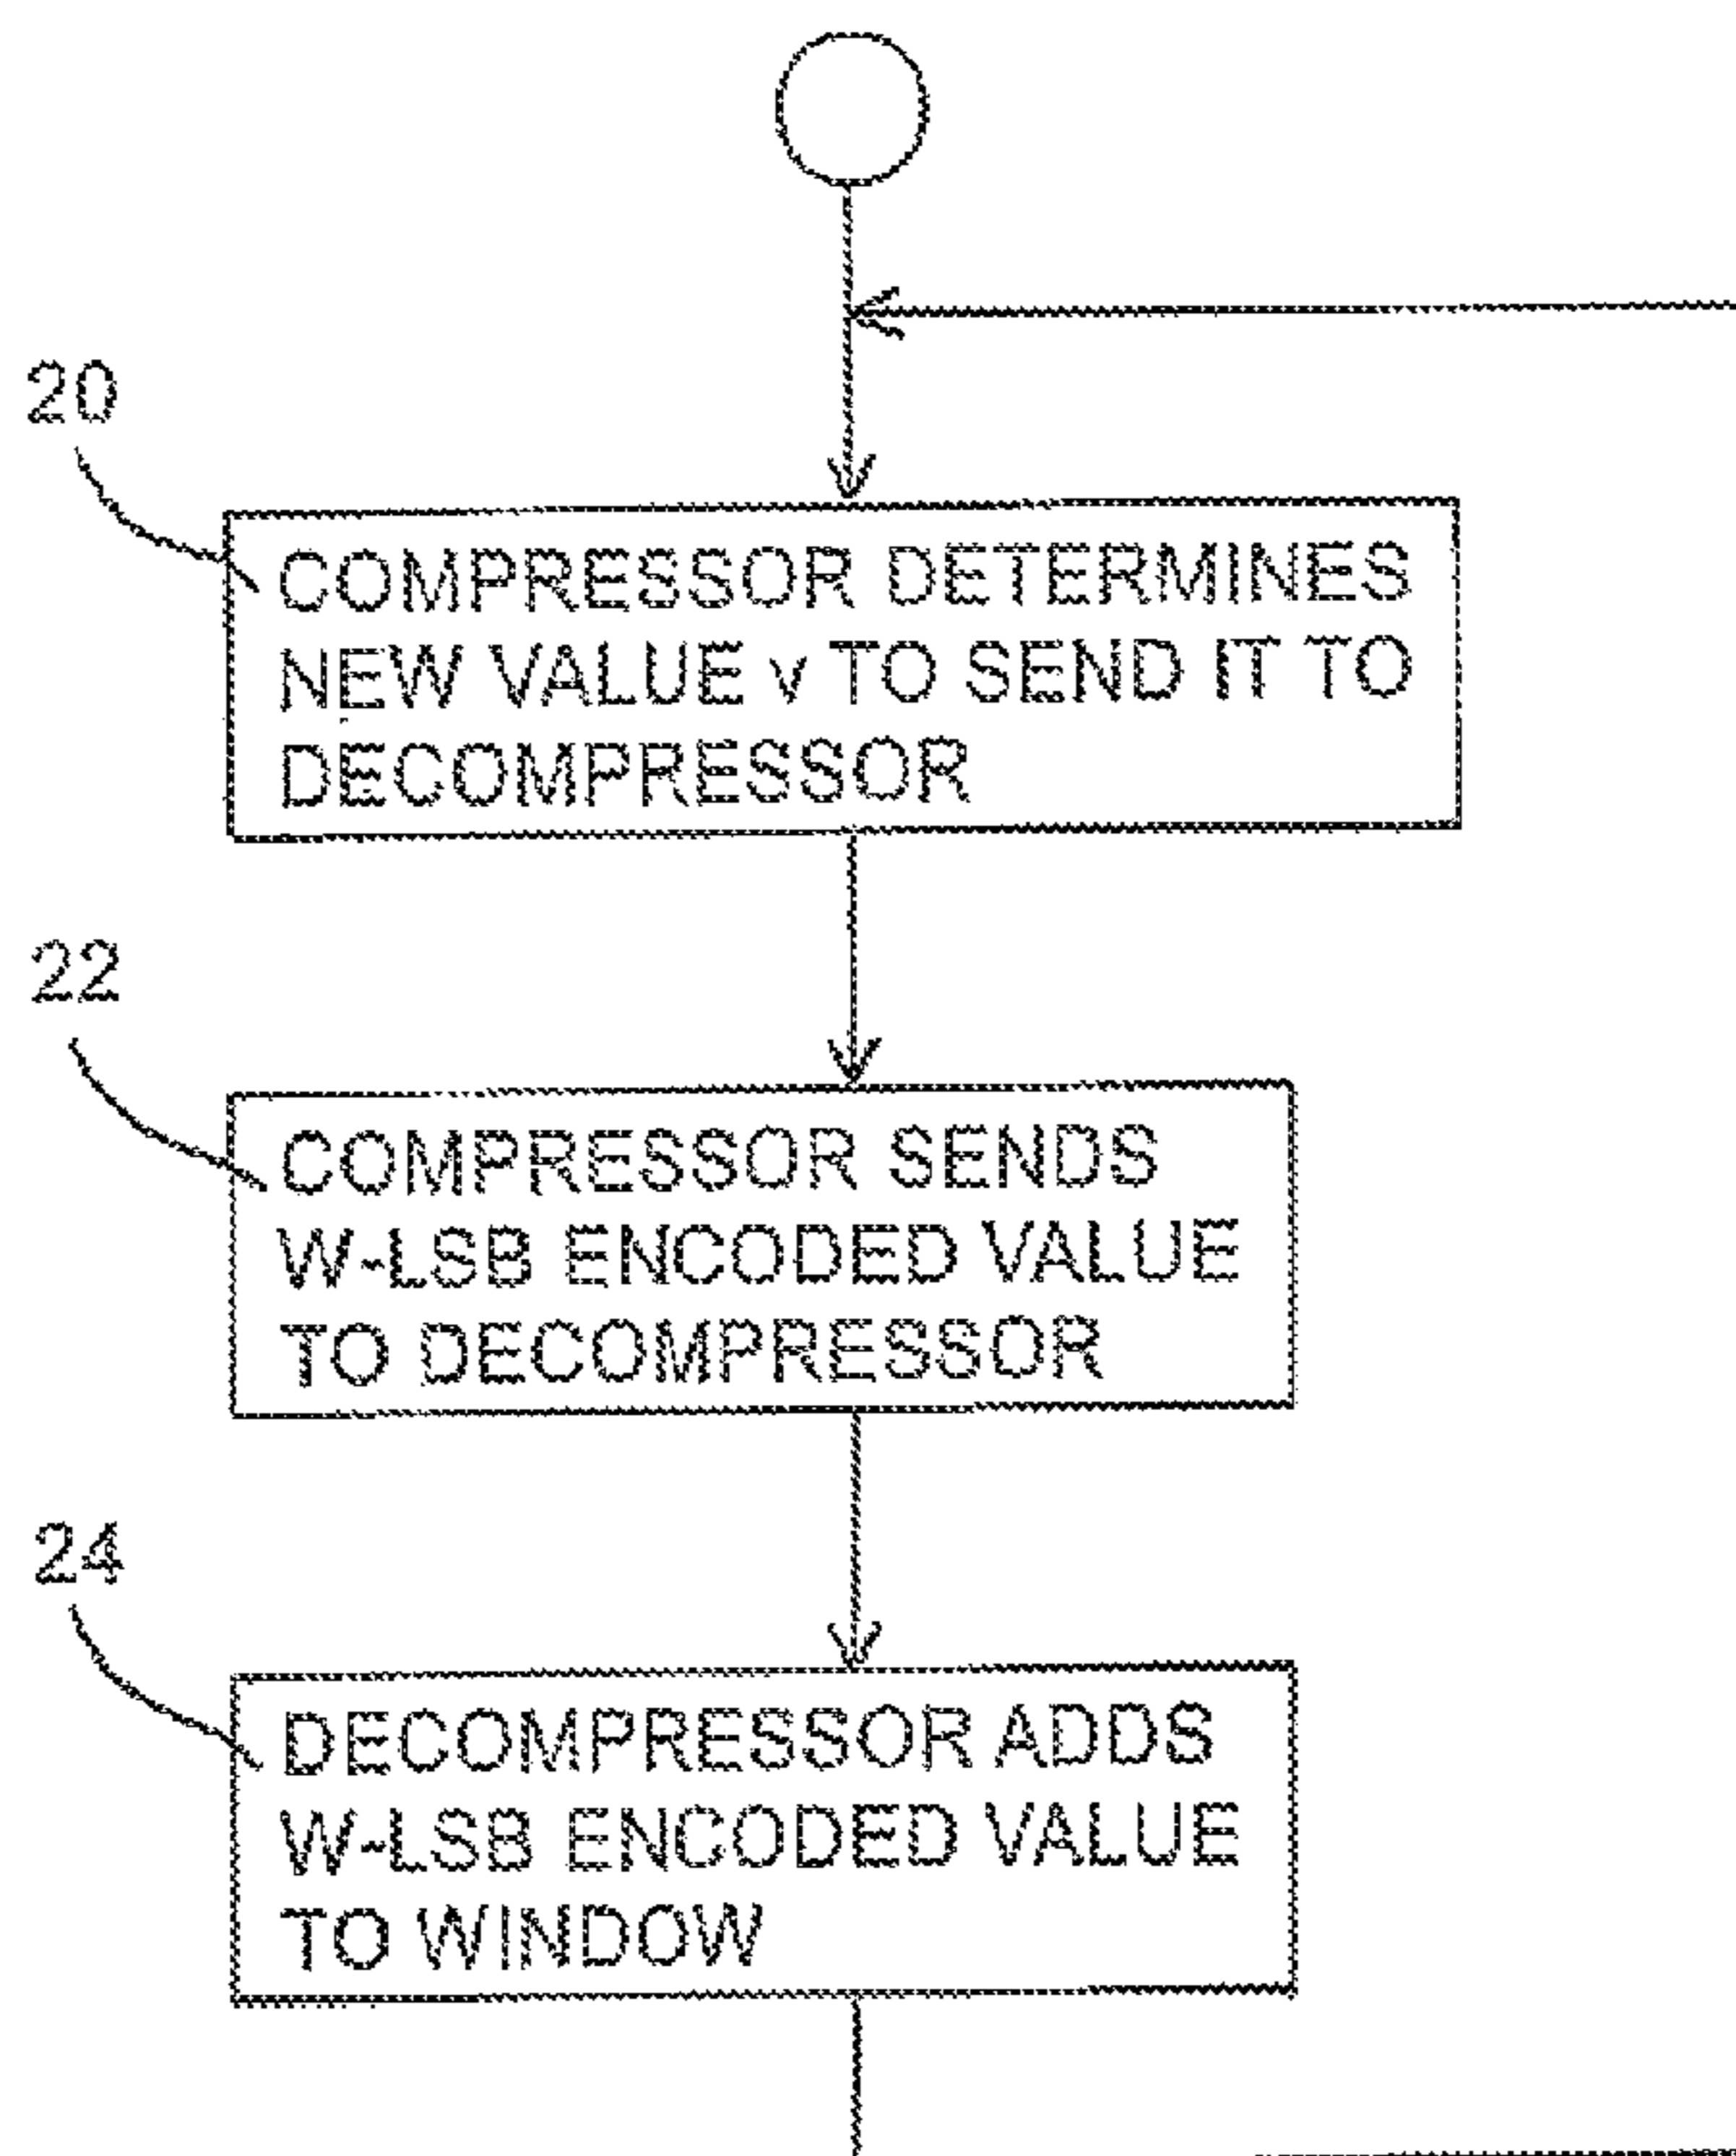 20
COMPRESSOR DETERMINES
NEW VALUE v TO SEND IT TO
DECOMPRESSOR
22
COMPRESSOR SENDS
W-LSB ENCODED VALUE
TO DECOMPRESSOR
24
DECOMPRESSOR ADDS
W-LSB ENCODED VALUE
TO WINDOW